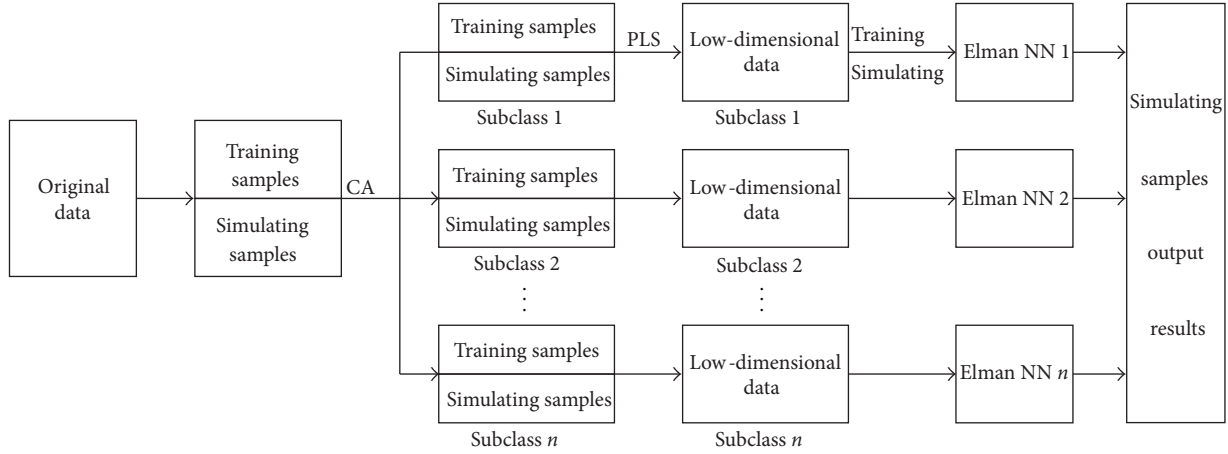 Original
data
Training
samples
Simulating
samples
CA
Training samples
Simulating samples
Subclass 1
PLS
Low-dimensional
data
Subclass 1
Training
Simulating
Elman NN 1
Training samples
Simulating samples
Subclass 2
Low-dimensional
data
Subclass 2
Elman NN 2
⋮
⋮
Training samples
Simulating samples
Subclass n
Low-dimensional
data
Subclass n
Elman NN n
Simulating
samples
output
results